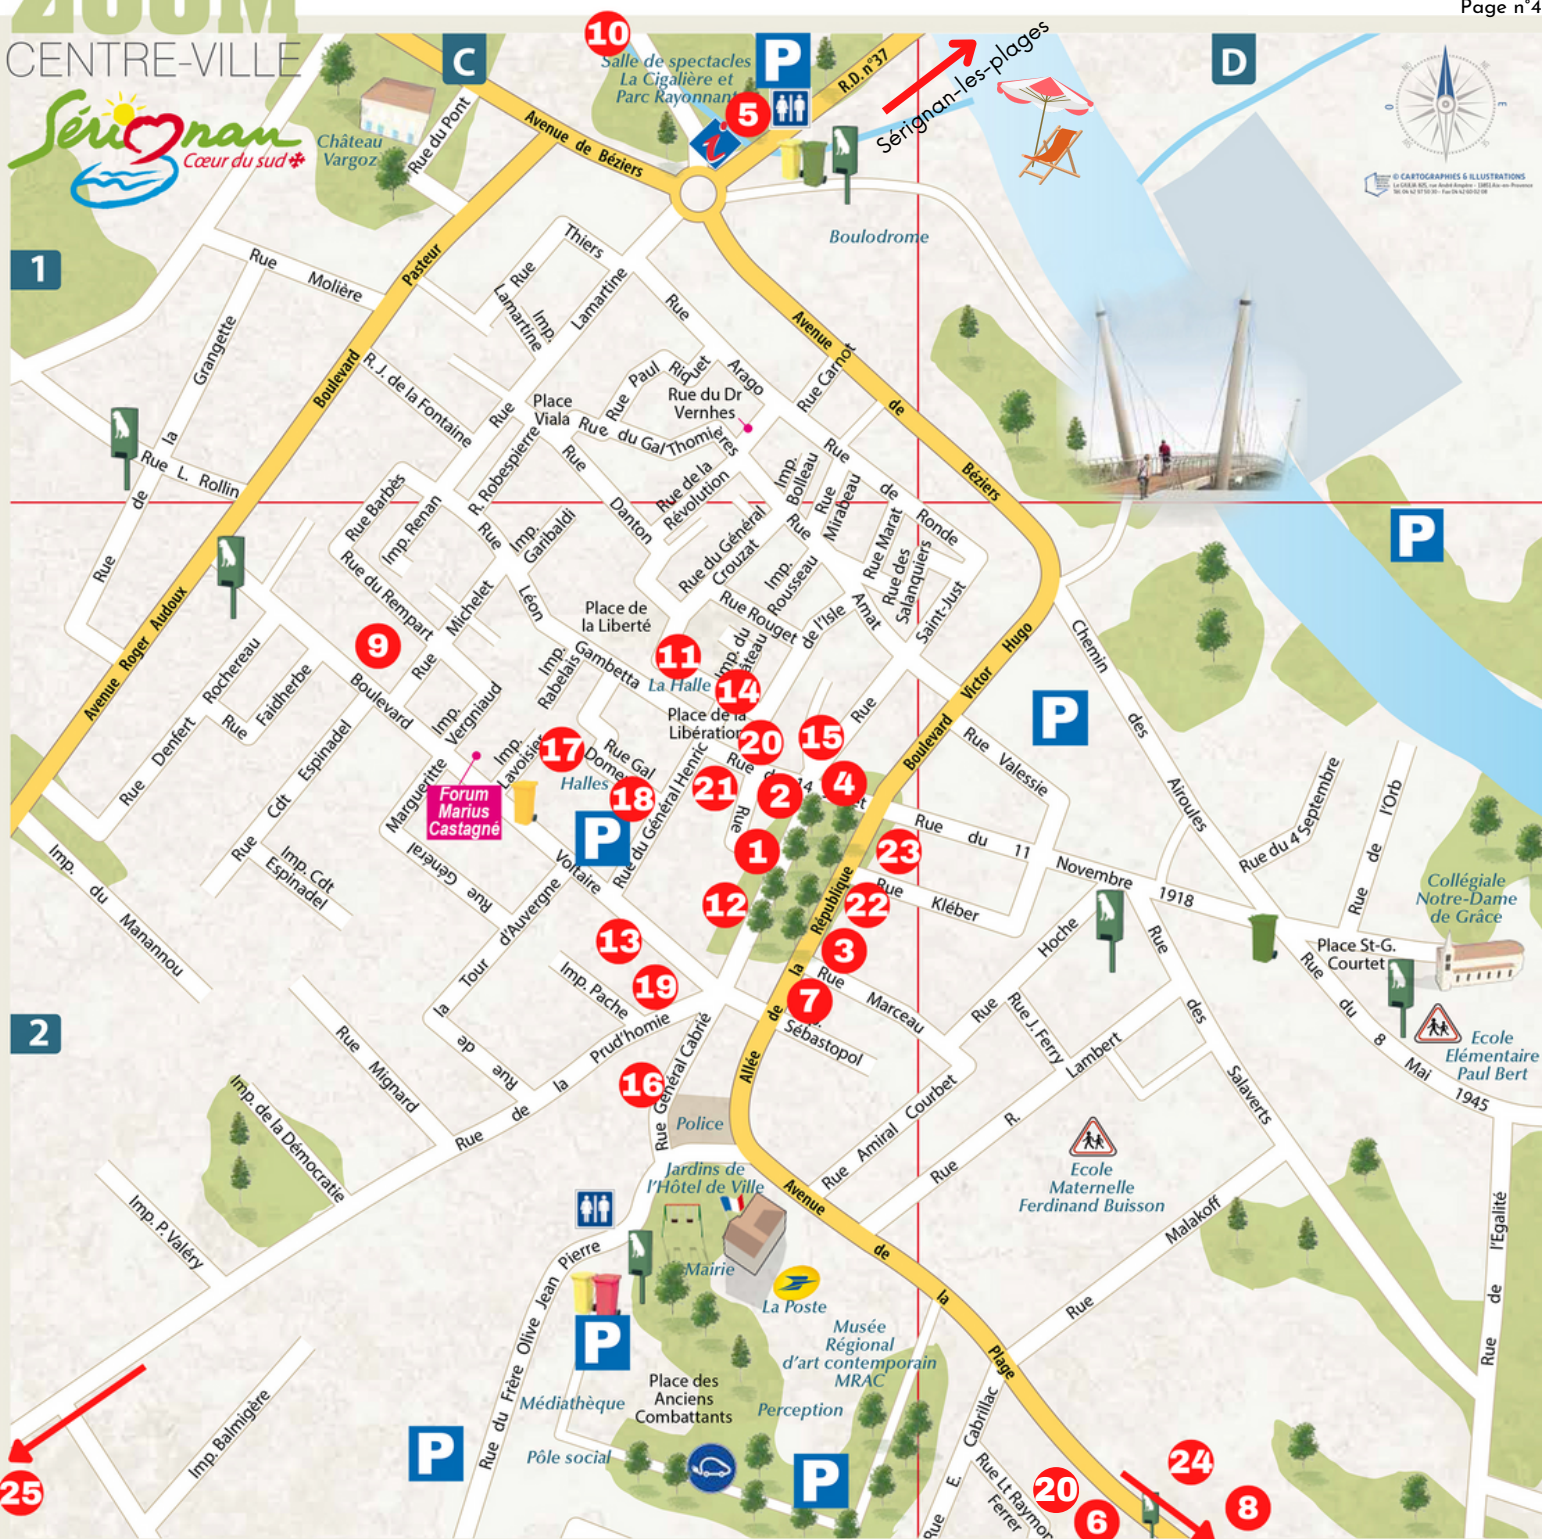 Page n°4
ZOOM
CENTRE-VILLE
Sérignan
Cœur du sud
C
D
1
2
10
Salle de spectacles
La Cigalière et
Parc Rayonnant
P
5
i
R.D. n°37
Sérignan-les-plages
© CARTOGRAPHIES & ILLUSTRATIONS
Château
Vargoz
Rue du Pont
Avenue de Béziers
Boulodrome
Rue Molière
Boulevard Pasteur
Rue Thiers
Imp.
Lamartine
Rue Lamartine
Rue Arago
Avenue de Béziers
Rue Carnot
Rue de la Grangette
R. J. de la Fontaine
Rue Paul Riquet
Rue du Dr
Vernhes
Place
Viala
Rue du Gal Thomières
Rue L. Rollin
R. Robespierre
Rue Danton
Rue de la
Révolution
Imp.
Bolleau
Rue
Mirabeau
Rue de Ronde
Rue Barbès
Imp. Renan
Imp.
Garibaldi
Rue du Général
Crouzat
Imp.
Rousseau
Rue Marat
Rue des
Salanquiers
Saint-Just
P
Avenue Roger Audoux
Rue du Rempart
Rue Michelet
Rue Léon Gambetta
Place de
la Liberté
Rue Rouget de l'Isle
Rue Amat
Boulevard Victor Hugo
Chemin des Airoules
9
11
La Halle
Imp. du
14
Imp.
Rabelais
Rue Denfert Rochereau
Rue Faidherbe
Boulevard Voltaire
Imp.
Vergniaud
Rue Cdt Espinadel
Place de la
Libération
20
15
Rue
P
Rue Valessie
Imp.
Lavoisier
17
Halles
Rue Gal
18
21
2
4
Rue
Marguerite
Forum
Marius
Castagné
P
Rue du Général Henric
Rue du 11 Novembre 1918
Rue du 4 Septembre
Rue de l'Orb
Imp. du Manannou
Imp. Cdt
Espinadel
Rue Général
1
23
Rue Kléber
22
12
Collégiale
Notre-Dame
de Grâce
Rue de la Tour d'Auvergne
13
19
Imp. Pache
3
7
Allée de la République
Rue Marceau
Sébastopol
Rue Hoche
Rue J. Ferry
Rue R. Lambert
Rue des Salaverts
Place St-G.
Courtet
Rue du 8 Mai 1945
Ecole
Elémentaire
Paul Bert
Rue Mignard
Rue de la Prud'homie
16
Rue Général Cabrié
Police
Rue Amiral Courbet
Imp. de la Démocratie
Jardins de
l'Hôtel de Ville
Ecole
Maternelle
Ferdinand Buisson
Imp. P. Valéry
Mairie
La Poste
Avenue de la Plage
Rue Malakoff
Rue de l'Egalité
Rue du Frère Olive Jean Pierre
P
Musée
Régional
d'art contemporain
MRAC
Médiathèque
Place des
Anciens
Combattants
Perception
Pôle social
P
P
Imp. Balmigère
25
Rue E. Cabrillac
Rue Lt Raymon
Ferrer
20
6
24
8